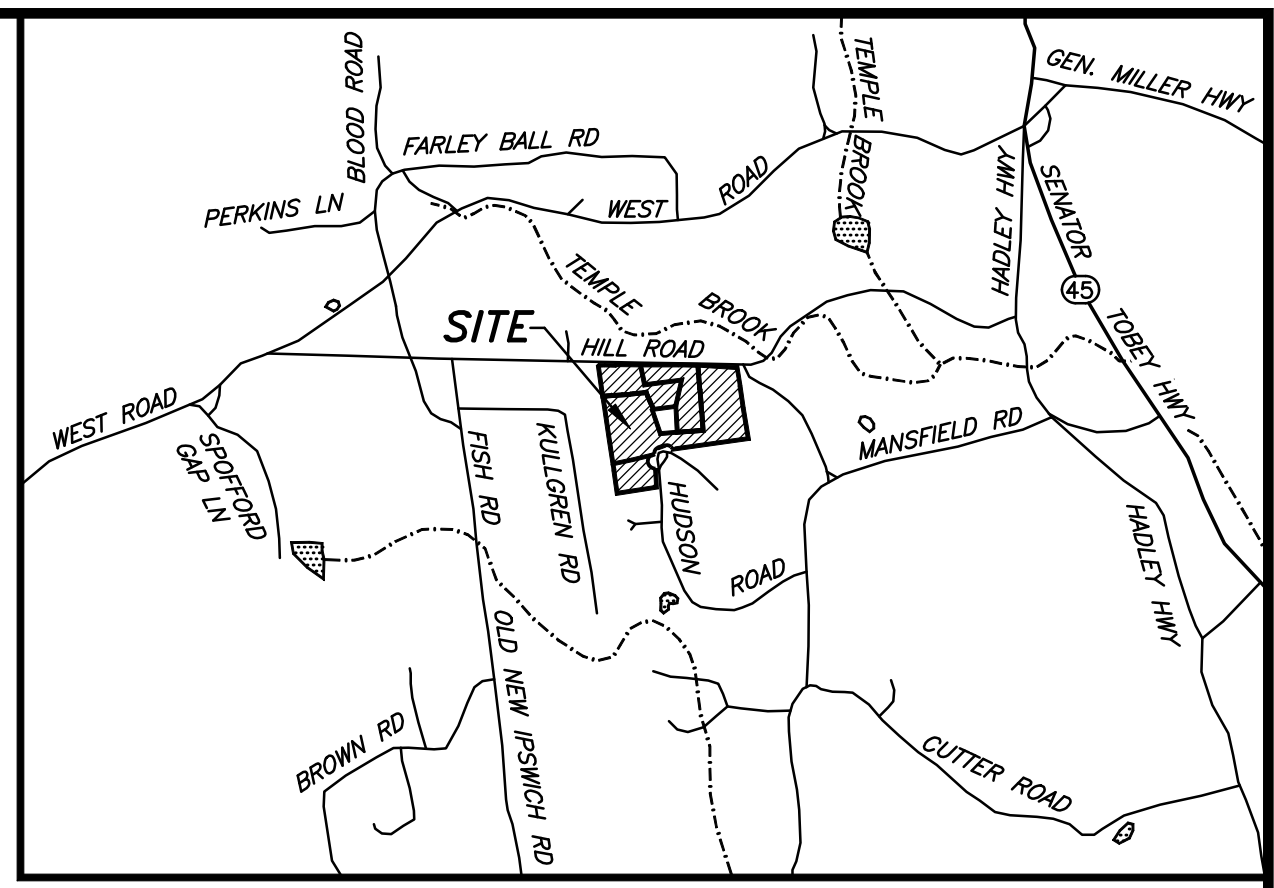 BLOOD ROAD
TEMPLE BROOK
GEN. MILLER HWY
FARLEY BALL RD
PERKINS LN
WEST ROAD
HADLEY HWY
SENATOR TOBEY HWY
45
TEMPLE BROOK
SITE
HILL ROAD
WEST ROAD
SPOFFORD
GAP LN
FISH RD
KULLGREN RD
MANSFIELD RD
HUDSON ROAD
HADLEY HWY
OLD NEW IPSWICH RD
BROWN RD
CUTTER ROAD